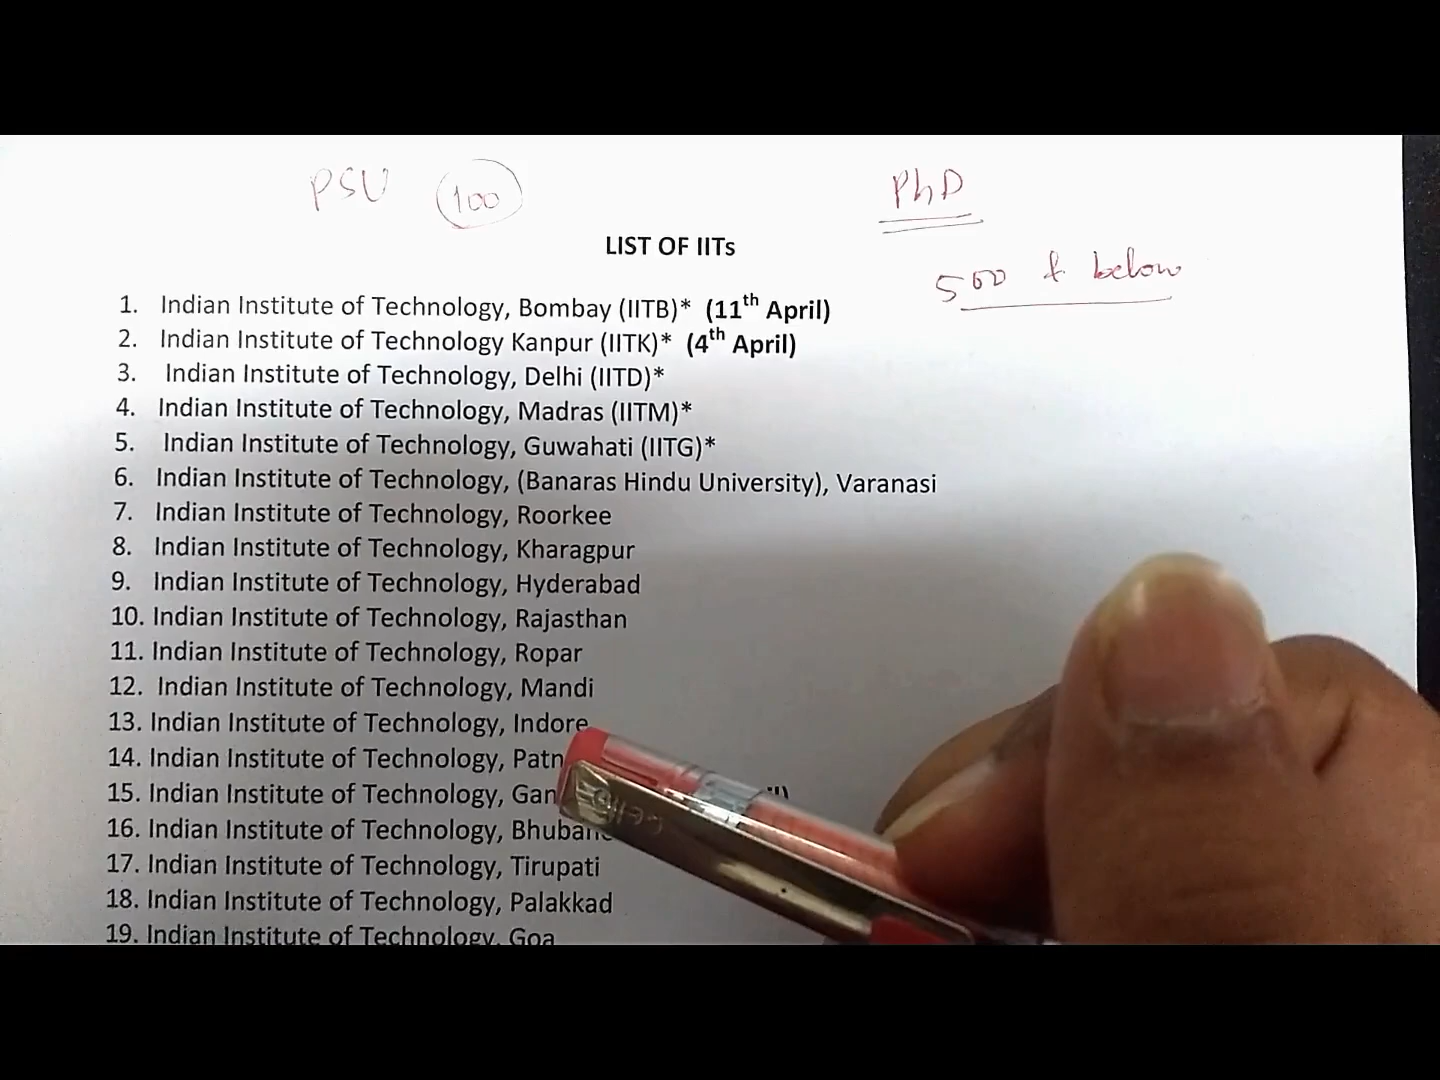 PSU 100 PhD
500 & below
LIST OF IITs
1. Indian Institute of Technology, Bombay (IITB)* (11th April)
2. Indian Institute of Technology Kanpur (IITK)* (4th April)
3. Indian Institute of Technology, Delhi (IITD)*
4. Indian Institute of Technology, Madras (IITM)*
5. Indian Institute of Technology, Guwahati (IITG)*
6. Indian Institute of Technology, (Banaras Hindu University), Varanasi
7. Indian Institute of Technology, Roorkee
8. Indian Institute of Technology, Kharagpur
9. Indian Institute of Technology, Hyderabad
10. Indian Institute of Technology, Rajasthan
11. Indian Institute of Technology, Ropar
12. Indian Institute of Technology, Mandi
13. Indian Institute of Technology, Indore
14. Indian Institute of Technology, Patn
15. Indian Institute of Technology, Gan
16. Indian Institute of Technology, Bhuban
17. Indian Institute of Technology, Tirupati
18. Indian Institute of Technology, Palakkad
19. Indian Institute of Technology, Goa